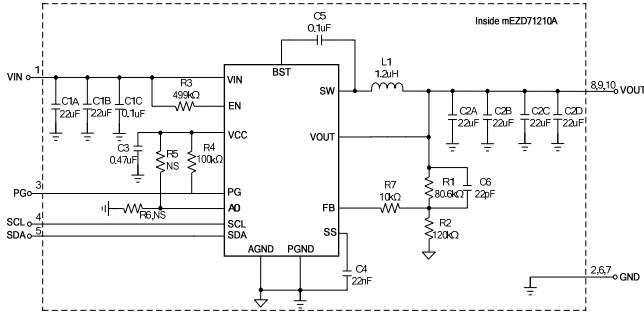 Inside mEZD71210A
C5
0.1uF
BST
L1
1.2uH
VIN 1
VIN
SW
8,9,10 VOUT
R3
499kΩ
EN
C1A
22uF
C1B
22uF
C1C
0.1uF
C2A
22uF
C2B
22uF
C2C
22uF
C2D
22uF
VCC
VOUT
C3
0.47uF
R5
NS
R4
100kΩ
PG 3
PG
R7
10kΩ
R1
80.6kΩ
C6
22pF
R6,NS
A0
FB
R2
120kΩ
SCL 4
SCL
SDA 5
SDA
SS
AGND
PGND
C4
22nF
2,6,7 GND